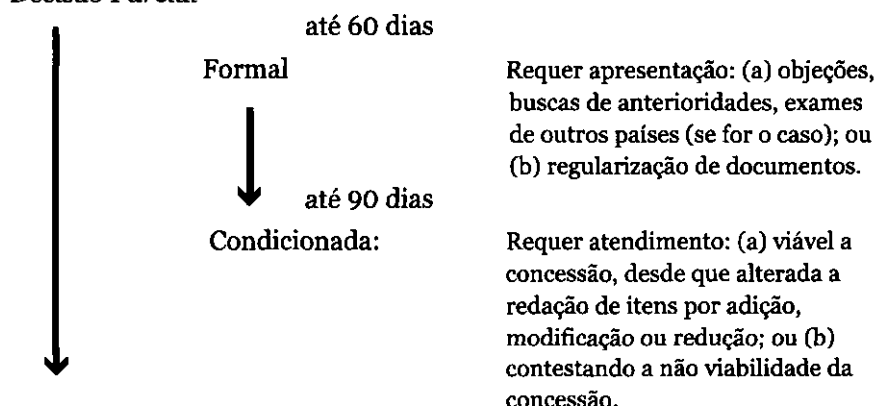 até 60 dias
Formal
Requer apresentação: (a) objeções,
buscas de anterioridades, exames
de outros países (se for o caso); ou
(b) regularização de documentos.
até 90 dias
Condicionada:
Requer atendimento: (a) viável a
concessão, desde que alterada a
redação de itens por adição,
modificação ou redução; ou (b)
contestando a não viabilidade da
concessão.